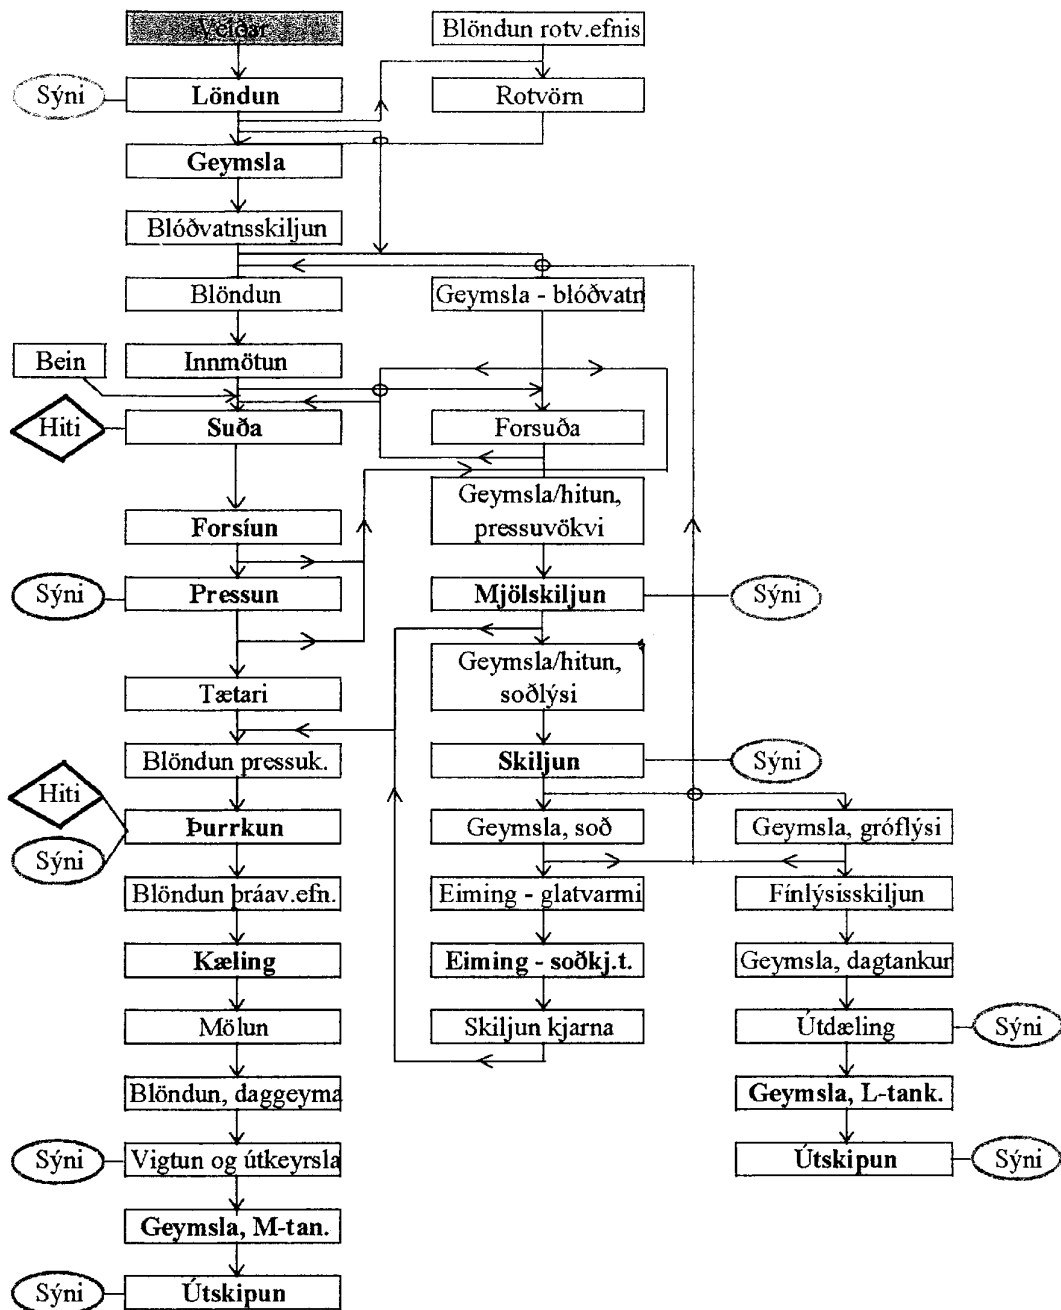 Veiðar
Blöndun rotv.efnis
Sýni
Löndun
Rotvörn
Geymsla
Blóðvatnsskiljun
Blöndun
Geymsla - blóðvatn
Bein
Innmötun
Hiti
Suða
Forsuða
Geymsla/hitun,
pressuvökvi
Forsíun
Sýni
Pressun
Mjölskiljun
Sýni
Geymsla/hitun,
soðlýsi
Tætari
Blöndun pressuk.
Skiljun
Sýni
Hiti
Þurrkun
Sýni
Geymsla, soð
Geymsla, gróflýsi
Blöndun þráav.efn.
Eiming - glatvarmi
Fínlýsisskiljun
Kæling
Eiming - soðkj.t.
Geymsla, dagtankur
Mölun
Skiljun kjarna
Útdæling
Sýni
Blöndun, daggeyma
Geymsla, L-tank.
Sýni
Vigtun og útkeyrsla
Útskipun
Sýni
Geymsla, M-tan.
Sýni
Útskipun